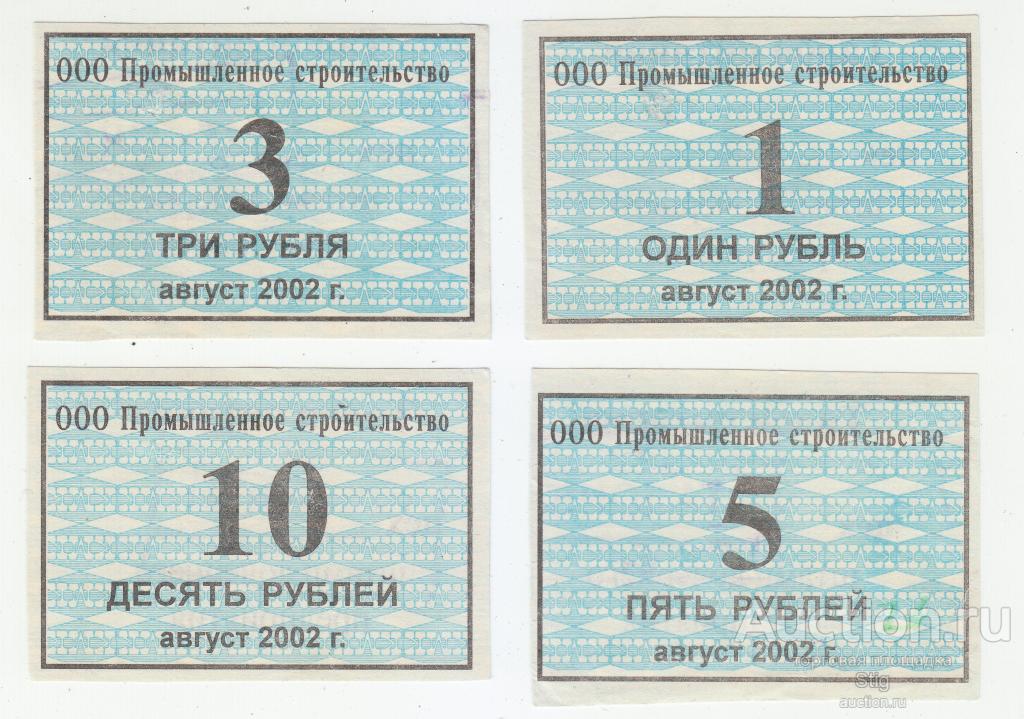 ООО Промышленное строительство
3
ТРИ РУБЛЯ
август 2002 г.
ООО Промышленное строительство
1
ОДИН РУБЛЬ
август 2002 г.
ООО Промышленное строительство
10
ДЕСЯТЬ РУБЛЕЙ
август 2002 г.
ООО Промышленное строительство
5
ПЯТЬ РУБЛЕЙ
август 2002 г.
Auction.ru
торговая площадка
Stig
auction.ru